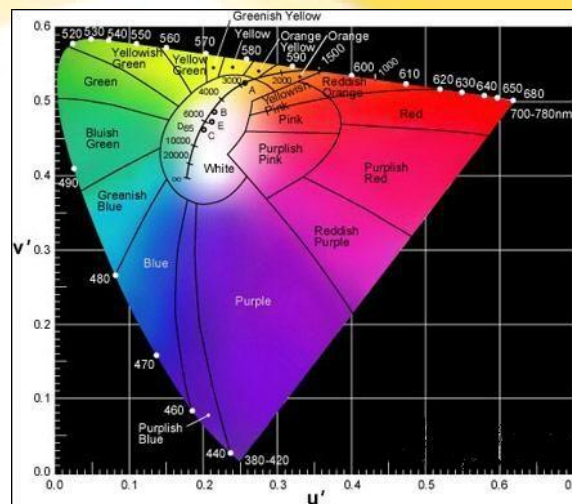 Greenish Yellow
0.6
520 530 540 550 560 570 580 590 600 610 620 630 640 650 680
Yellow
Orange
Orange
Yellow
1500
1000
Yellowish
Green
Yellow
Green
Reddish
Orange
700-780nm
Green
3000
2000
A
4000
Yellowish
Pink
0.5
6000
B
D65
E
C
Pink
Red
Bluish
Green
10000
20000
∞
Purplish
Pink
White
Purplish
Red
490
0.4
Greenish
Blue
Reddish
Purple
v'
0.3
480
Blue
Purple
0.2
470
0.1
460
Purplish
Blue
440
380-420
0.0
0.0 0.1 0.2 0.3 0.4 0.5 0.6
u'